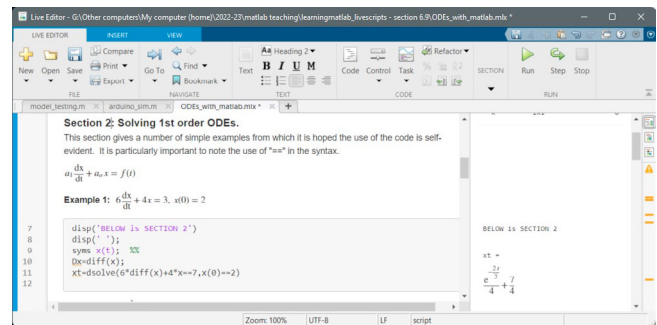 Live Editor - G:\Other computers\My computer (home)\2022-23\matlab teaching\learningmatlab_livescripts - section 6.9\ODEs_with_matlab.mlx *
LIVE EDITOR INSERT VIEW
New Open Save Compare Print Export
FILE
Go To Find Bookmark
NAVIGATE
Text Aa Heading 2 B I U M
TEXT
Code Control Task Refactor
CODE
SECTION
Run Step Stop
RUN
model_testing.m arduino_sim.m ODEs_with_matlab.mlx * +
Section 2: Solving 1st order ODEs.
This section gives a number of simple examples from which it is hoped the use of the code is self-
evident. It is particularly important to note the use of "==" in the syntax.
a₁ dx/dt + aₒ x = f(t)
Example 1: 6 dx/dt + 4x = 3, x(0) = 2
7 disp('BELOW is SECTION 2')
8 disp(' ');
9 syms x(t); %%
10 Dx=diff(x);
11 xt=dsolve(6*diff(x)+4*x==7,x(0)==2)
12
BELOW is SECTION 2
xt =
e^(-2t/3)/4 + 7/4
Zoom: 100% UTF-8 LF script